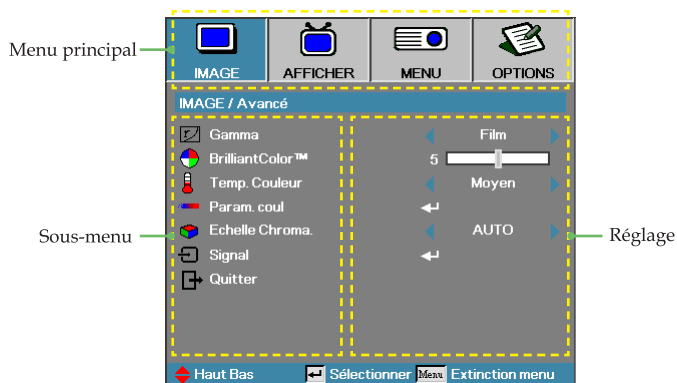 Menu principal
IMAGE AFFICHER MENU OPTIONS
IMAGE / Avancé
Gamma Film
BrilliantColor™ 5
Temp. Couleur Moyen
Param. coul
Sous-menu Echelle Chroma. AUTO Réglage
Signal
Quitter
Haut Bas Sélectionner Menu Extinction menu